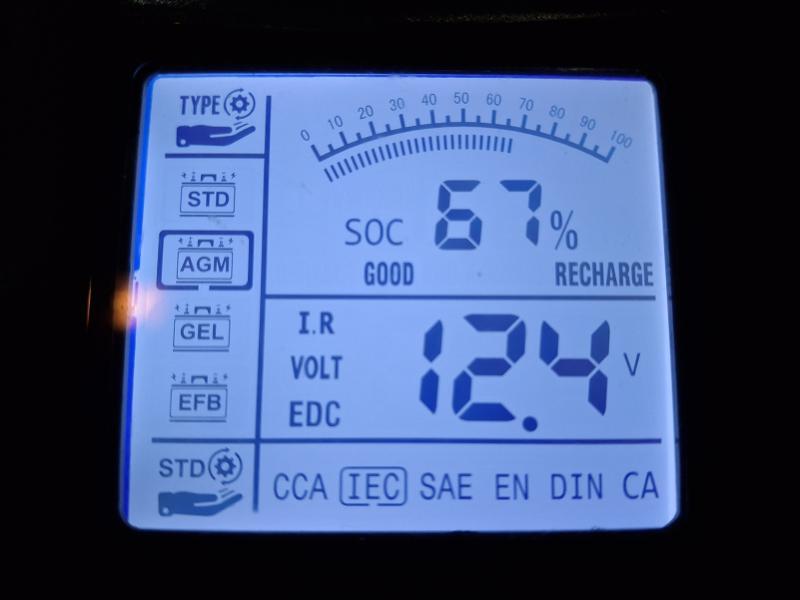 TYPE
0 10 20 30 40 50 60 70 80 90 100
STD
SOC 67%
AGM
GOOD RECHARGE
GEL
I.R
VOLT 12.4 V
EFB
EDC
STD
CCA IEC SAE EN DIN CA